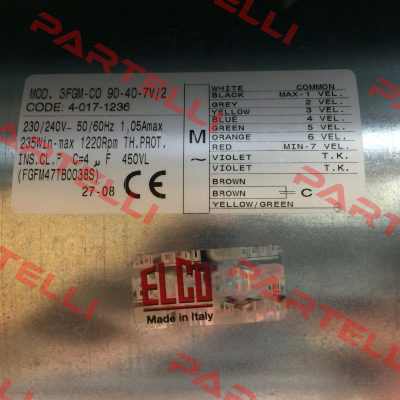 MOD. 3FGM-CO 90-40-7V/2
CODE: 4-017-1236
230/240V~ 50/60Hz 1,05Amax
235Win-max 1220Rpm TH.PROT.
INS.CL.: C=4 µF 450VL
(FGFM47TB0038S)
27-08 CE
M
~
WHITE COMMON
BLACK MAX-1 VEL.
GREY 2 VEL.
YELLOW 3 VEL.
BLUE 4 VEL.
GREEN 5 VEL.
ORANGE 6 VEL.
RED MIN-7 VEL.
VIOLET T.K.
VIOLET T.K.
BROWN
C
BROWN
YELLOW/GREEN
ELCO
Made in Italy
PARTELLI
PARTELLI
PARTELLI
PARTELLI
PARTELLI